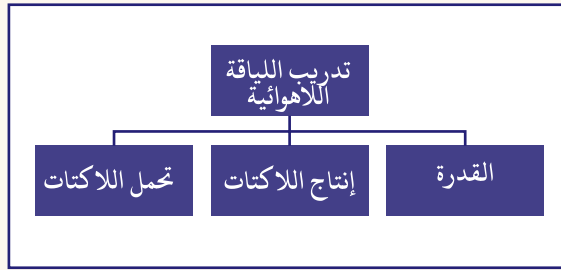 تدريب اللياقة
اللاهوائية
القدرة
إنتاج اللاكتات
تحمل اللاكتات